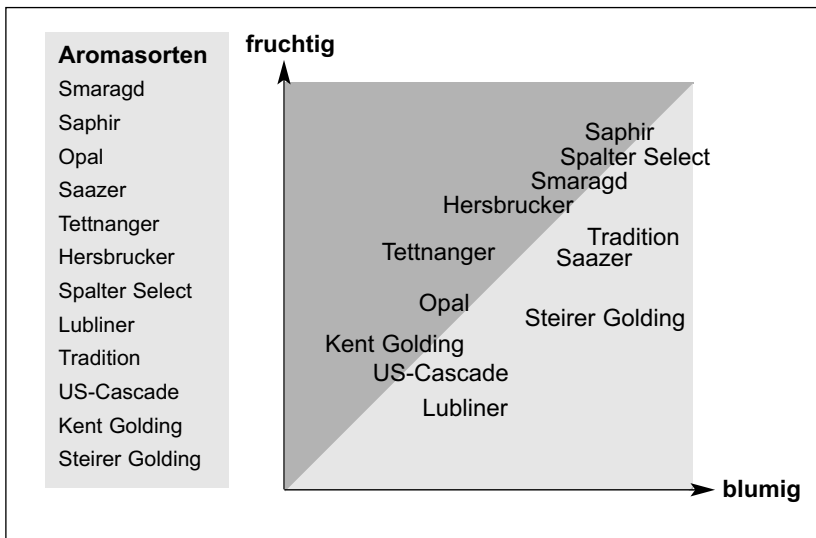 Aromasorten
Smaragd
Saphir
Opal
Saazer
Tettnanger
Hersbrucker
Spalter Select
Lubliner
Tradition
US-Cascade
Kent Golding
Steirer Golding
fruchtig
Saphir
Spalter Select
Smaragd
Hersbrucker
Tradition
Tettnanger
Saazer
Opal
Steirer Golding
Kent Golding
US-Cascade
Lubliner
blumig